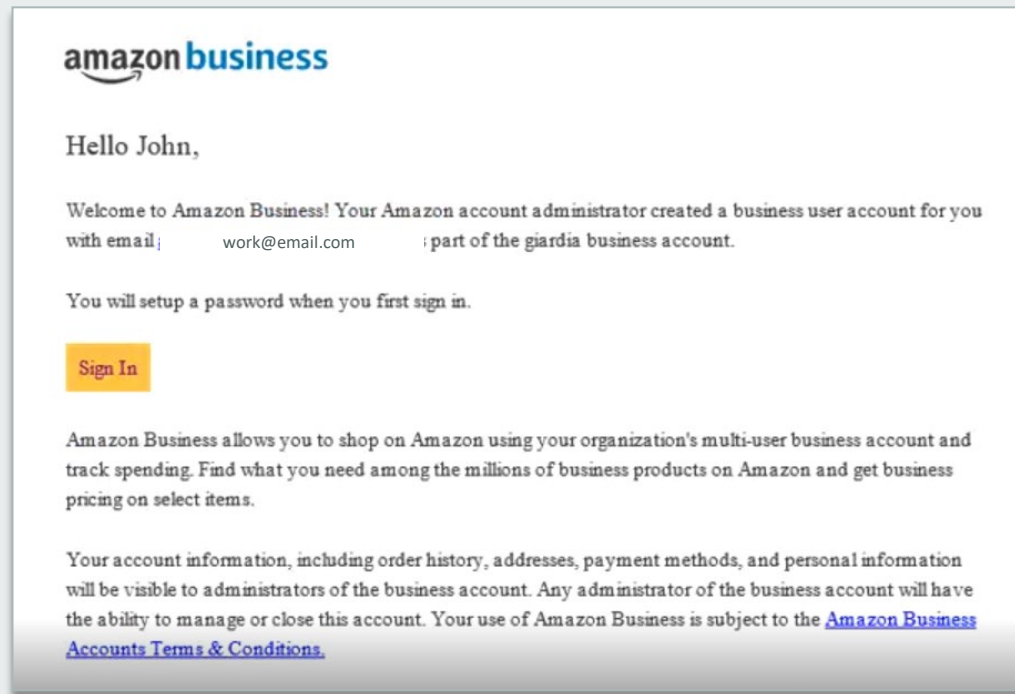 amazon business
Hello John,
Welcome to Amazon Business! Your Amazon account administrator created a business user account for you
with email work@email.com part of the giardia business account.
You will setup a password when you first sign in.
Sign In
Amazon Business allows you to shop on Amazon using your organization's multi-user business account and
track spending. Find what you need among the millions of business products on Amazon and get business
pricing on select items.
Your account information, including order history, addresses, payment methods, and personal information
will be visible to administrators of the business account. Any administrator of the business account will have
the ability to manage or close this account. Your use of Amazon Business is subject to the Amazon Business
Accounts Terms & Conditions.